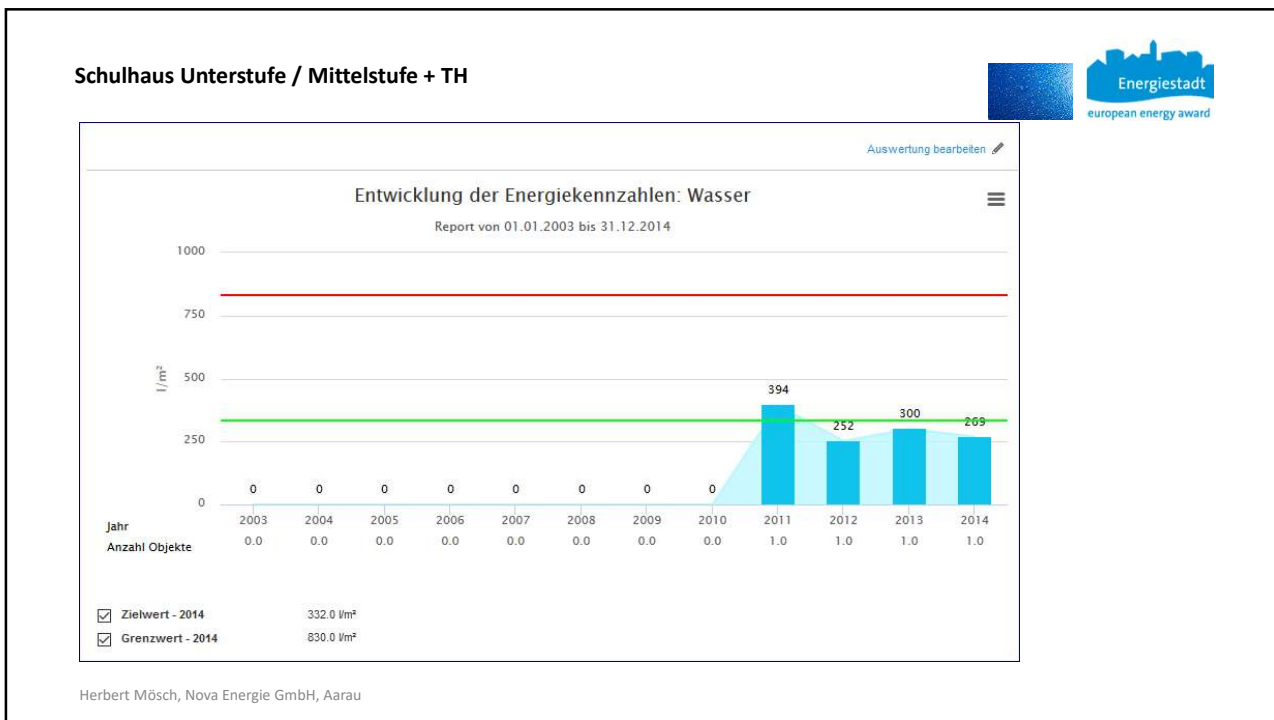 Schulhaus Unterstufe / Mittelstufe + TH
Energiestadt
european energy award
Auswertung bearbeiten
Entwicklung der Energiekennzahlen: Wasser
Report von 01.01.2003 bis 31.12.2014
1000
750
500
250
0
l/m²
0 0 0 0 0 0 0 0 394 252 300 269
Jahr 2003 2004 2005 2006 2007 2008 2009 2010 2011 2012 2013 2014
Anzahl Objekte 0.0 0.0 0.0 0.0 0.0 0.0 0.0 0.0 1.0 1.0 1.0 1.0
Zielwert - 2014 332.0 l/m²
Grenzwert - 2014 830.0 l/m²
Herbert Mösch, Nova Energie GmbH, Aarau